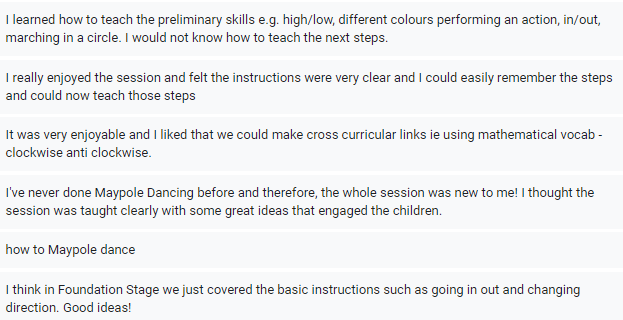 I learned how to teach the preliminary skills e.g. high/low, different colours performing an action, in/out,
marching in a circle. I would not know how to teach the next steps.
I really enjoyed the session and felt the instructions were very clear and I could easily remember the steps
and could now teach those steps
It was very enjoyable and I liked that we could make cross curricular links ie using mathematical vocab -
clockwise anti clockwise.
I've never done Maypole Dancing before and therefore, the whole session was new to me! I thought the
session was taught clearly with some great ideas that engaged the children.
how to Maypole dance
I think in Foundation Stage we just covered the basic instructions such as going in out and changing
direction. Good ideas!